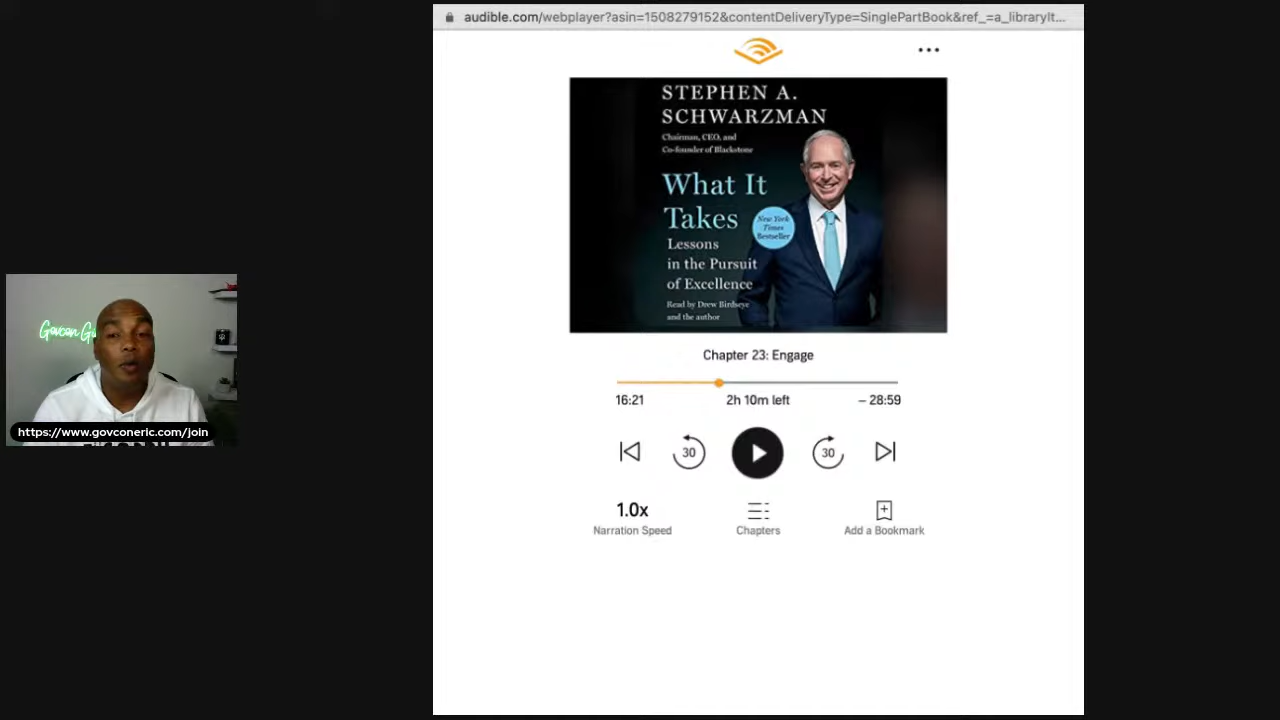 audible.com/webplayer?asin=1508279152&contentDeliveryType=SinglePartBook&ref_=a_libraryIt...
STEPHEN A.
SCHWARZMAN
Chairman, CEO, and
Co-founder of Blackstone
What It
Takes
New York
Times
Bestseller
Lessons
in the Pursuit
of Excellence
Read by Drew Birdseye
and the author
Chapter 23: Engage
16:21
2h 10m left
– 28:59
30
30
1.0x
Narration Speed
Chapters
Add a Bookmark
Govcon
https://www.govconeric.com/join